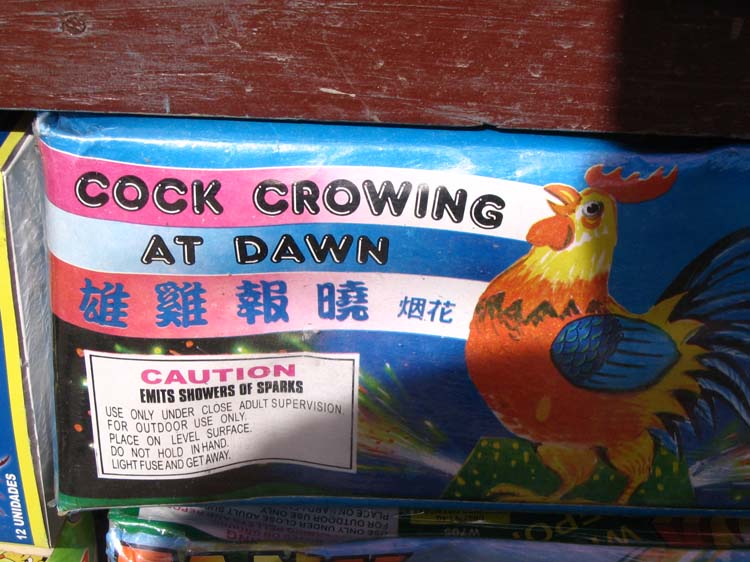 COCK CROWING
AT DAWN
雄雞報曉 烟花
CAUTION
EMITS SHOWERS OF SPARKS
USE ONLY UNDER CLOSE ADULT SUPERVISION
FOR OUTDOOR USE ONLY.
PLACE ON LEVEL SURFACE.
DO NOT HOLD IN HAND.
LIGHT FUSE AND GET AWAY.
12 UNIDADES